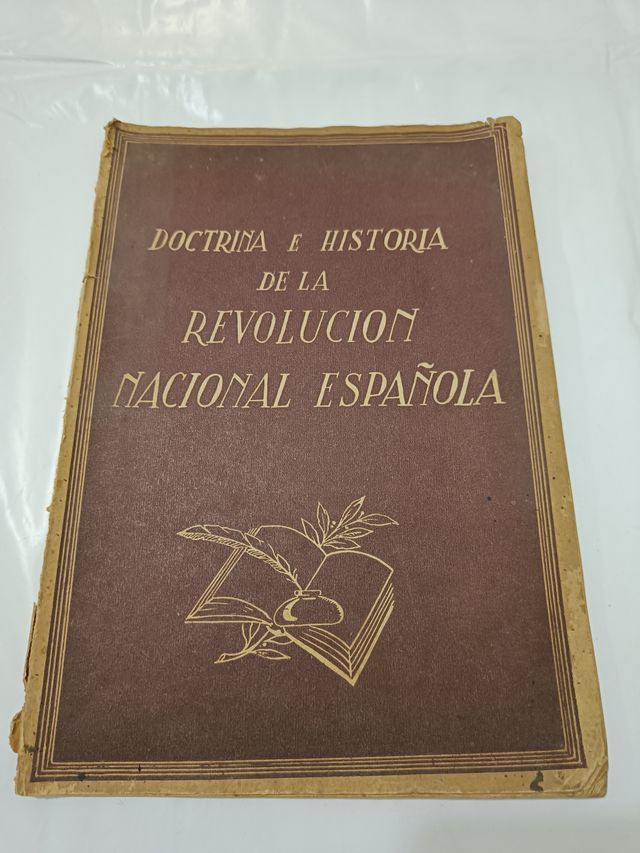 DOCTRINA E HISTORIA
DE LA
REVOLUCION
NACIONAL ESPAÑOLA